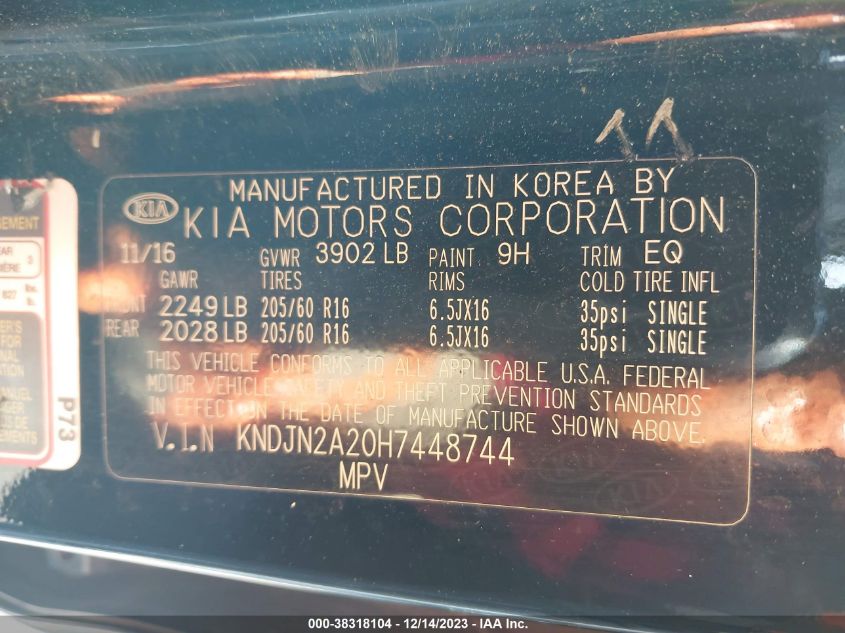 11
MANUFACTURED IN KOREA BY
KIA KIA MOTORS CORPORATION
11/16 GVWR 3902 LB PAINT 9H TRIM EQ
GAWR TIRES RIMS COLD TIRE INFL
FRONT 2249 LB 205/60 R16 6.5JX16 35psi SINGLE
REAR 2028 LB 205/60 R16 6.5JX16 35psi SINGLE
THIS VEHICLE CONFORMS TO ALL APPLICABLE U.S.A. FEDERAL
MOTOR VEHICLE SAFETY AND THEFT PREVENTION STANDARDS
IN EFFECT ON THE DATE OF MANUFACTURE SHOWN ABOVE.
V.I.N KNDJN2A20H7448744
MPV
KIA
P73
000-38318104 - 12/14/2023 - IAA Inc.